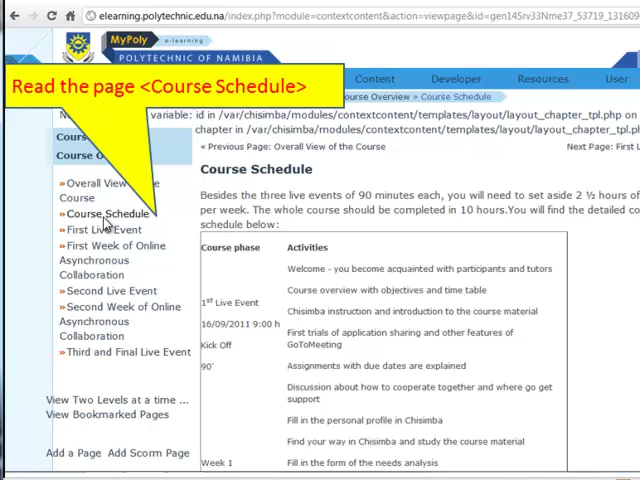 elearning.polytechnic.edu.na/index.php?module=contextcontent&action=viewpage&id=gen14Srv33Nme37_53719_131609
MyPoly e-learning
POLYTECHNIC OF NAMIBIA
Content Developer Resources User
Read the page <Course Schedule>
Course Overview » Course Schedule
variable: id in /var/chisimba/modules/contextcontent/templates/layout/layout_chapter_tpl.php on
chapter in /var/chisimba/modules/contextcontent/templates/layout/layout_chapter_tpl.php
« Previous Page: Overall View of the Course Next Page: First L
Cours
Course O
» Overall View
Course
» Course Schedule
» First Live Event
» First Week of Online
Asynchronous
Collaboration
» Second Live Event
» Second Week of Online
Asynchronous
Collaboration
» Third and Final Live Event
View Two Levels at a time ...
View Bookmarked Pages
Add a Page Add Scorm Page
Course Schedule
Besides the three live events of 90 minutes each, you will need to set aside 2 ½ hours of
per week. The whole course should be completed in 10 hours.You will find the detailed co
schedule below:
Course phase Activities
Welcome - you become acquainted with participants and tutors
Course overview with objectives and time table
1st Live Event
Chisimba instruction and introduction to the course material
16/09/2011 9:00 h
First trials of application sharing and other features of
GoToMeeting
Kick Off
90′ Assignments with due dates are explained
Discussion about how to cooperate together and where go get
support
Fill in the personal profile in Chisimba
Find your way in Chisimba and study the course material
Week 1 Fill in the form of the needs analysis